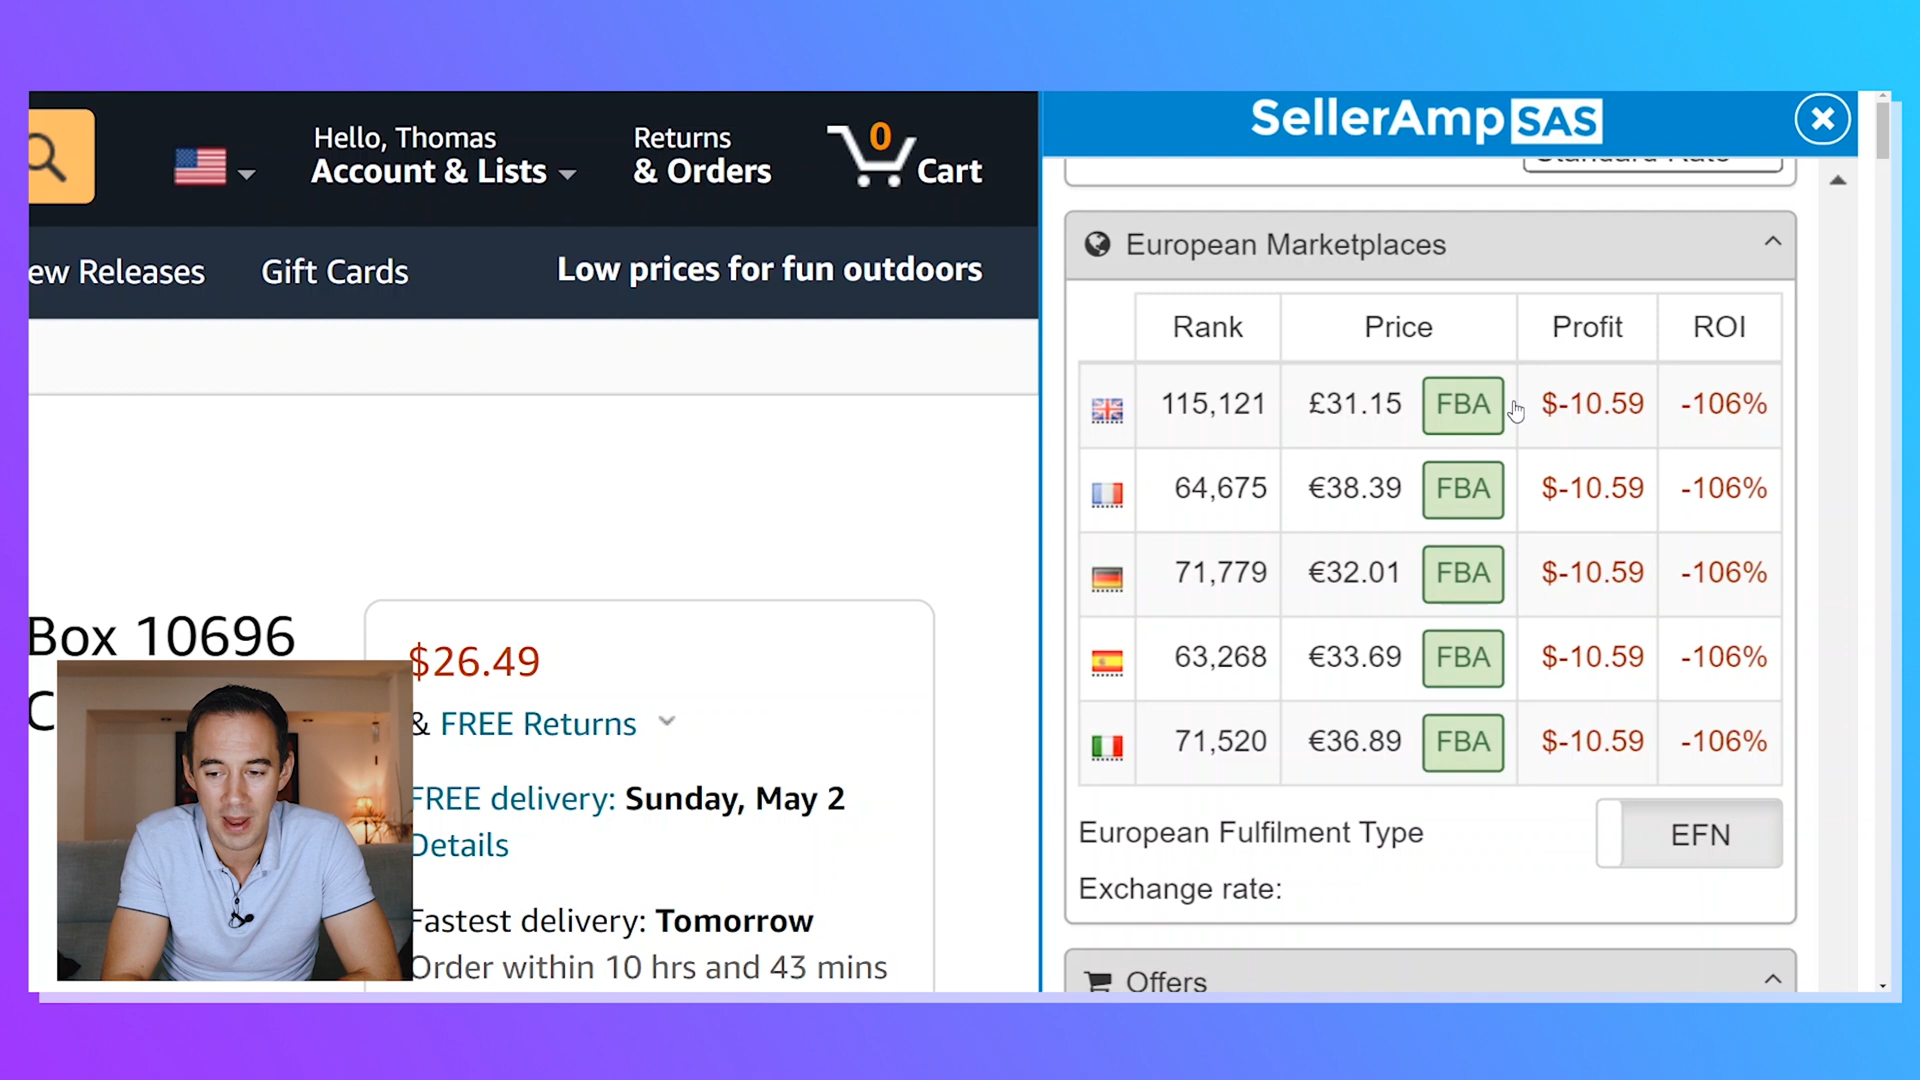 Hello, Thomas
Account & Lists
Returns
& Orders
0
Cart
ew Releases
Gift Cards
Low prices for fun outdoors
Box 10696
C
$26.49
& FREE Returns
FREE delivery: Sunday, May 2
Details
Fastest delivery: Tomorrow
Order within 10 hrs and 43 mins
SellerAmp SAS
Standard Rate
European Marketplaces
Rank Price Profit ROI
115,121 £31.15 FBA $-10.59 -106%
64,675 €38.39 FBA $-10.59 -106%
71,779 €32.01 FBA $-10.59 -106%
63,268 €33.69 FBA $-10.59 -106%
71,520 €36.89 FBA $-10.59 -106%
European Fulfilment Type EFN
Exchange rate:
Offers